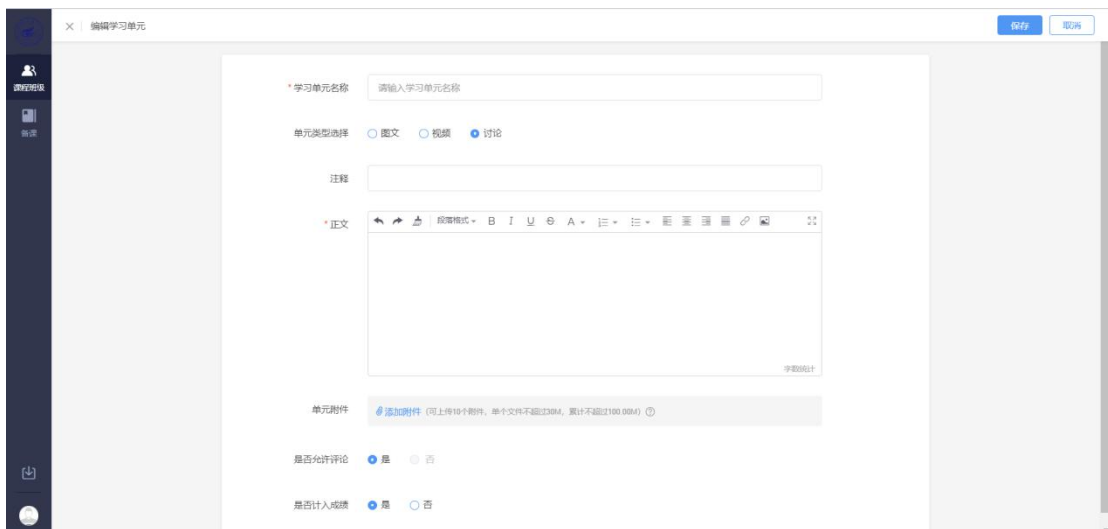 编辑学习单元
保存 取消
课程班级
备课
* 学习单元名称 请输入学习单元名称
单元类型选择 图文 视频 讨论
注释
* 正文 段落格式 B I U S A
字数统计
单元附件 添加附件 (可上传10个附件, 单个文件不超过30M, 累计不超过100.00M) ?
是否允许评论 是 否
是否计入成绩 是 否